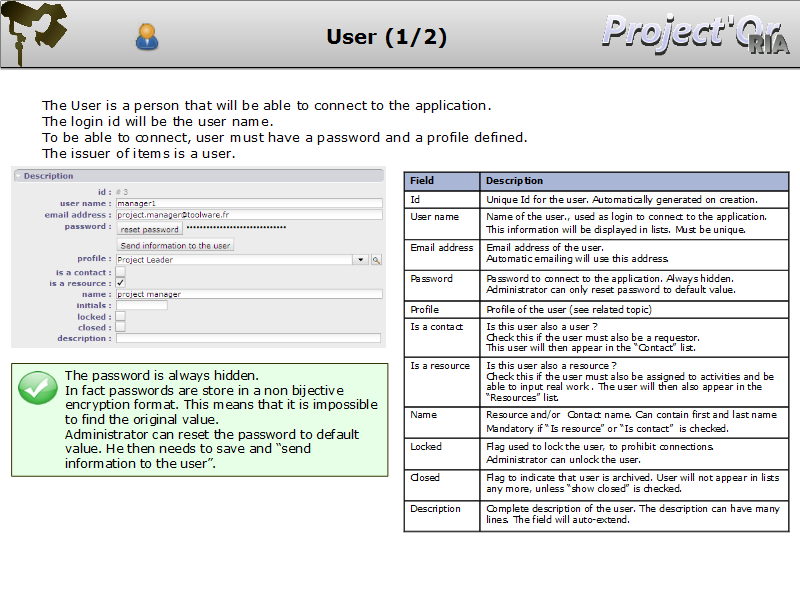 User (1/2)
Project'Or
RIA
The User is a person that will be able to connect to the application.
The login id will be the user name.
To be able to connect, user must have a password and a profile defined.
The issuer of items is a user.
Description
id : # 3
user name : manager1
email address : project.manager@toolware.fr
password : reset password ••••••••••••••••••••••••••••••
Send information to the user
profile : Project Leader
is a contact :
is a resource : ✓
name : project manager
initials :
locked :
closed :
description :
The password is always hidden.
In fact passwords are store in a non bijective
encryption format. This means that it is impossible
to find the original value.
Administrator can reset the password to default
value. He then needs to save and “send
information to the user”.
Field Description
Id Unique Id for the user. Automatically generated on creation.
User name Name of the user., used as login to connect to the application.
This information will be displayed in lists. Must be unique.
Email address Email address of the user.
Automatic emailing will use this address.
Password Password to connect to the application. Always hidden.
Administrator can only reset password to default value.
Profile Profile of the user (see related topic)
Is a contact Is this user also a user ?
Check this if the user must also be a requestor.
This user will then appear in the “Contact” list.
Is a resource Is this user also a resource ?
Check this if the user must also be assigned to activities and be
able to input real work . The user will then also appear in the
“Resources” list.
Name Resource and/or Contact name. Can contain first and last name
Mandatory if “Is resource” or “Is contact” is checked.
Locked Flag used to lock the user, to prohibit connections.
Administrator can unlock the user.
Closed Flag to indicate that user is archived. User will not appear in lists
any more, unless “show closed” is checked.
Description Complete description of the user. The description can have many
lines. The field will auto-extend.